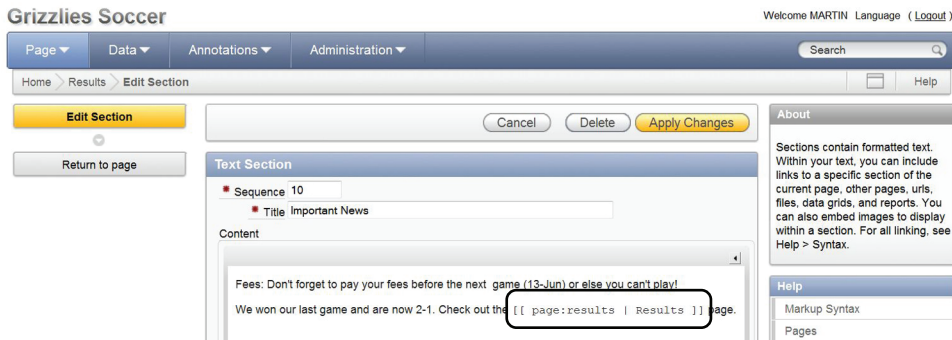 Grizzlies Soccer
Welcome MARTIN Language ( Logout )
Page Data Annotations Administration
Search
Home Results Edit Section
Help
Edit Section
Return to page
Cancel Delete Apply Changes
Text Section
Sequence 10
Title Important News
Content
Fees: Don't forget to pay your fees before the next game (13-Jun) or else you can't play!
We won our last game and are now 2-1. Check out the [[ page:results | Results ]] page.
About
Sections contain formatted text.
Within your text, you can include
links to a specific section of the
current page, other pages, urls,
files, data grids, and reports. You
can also embed images to display
within a section. For all linking, see
Help > Syntax.
Help
Markup Syntax
Pages